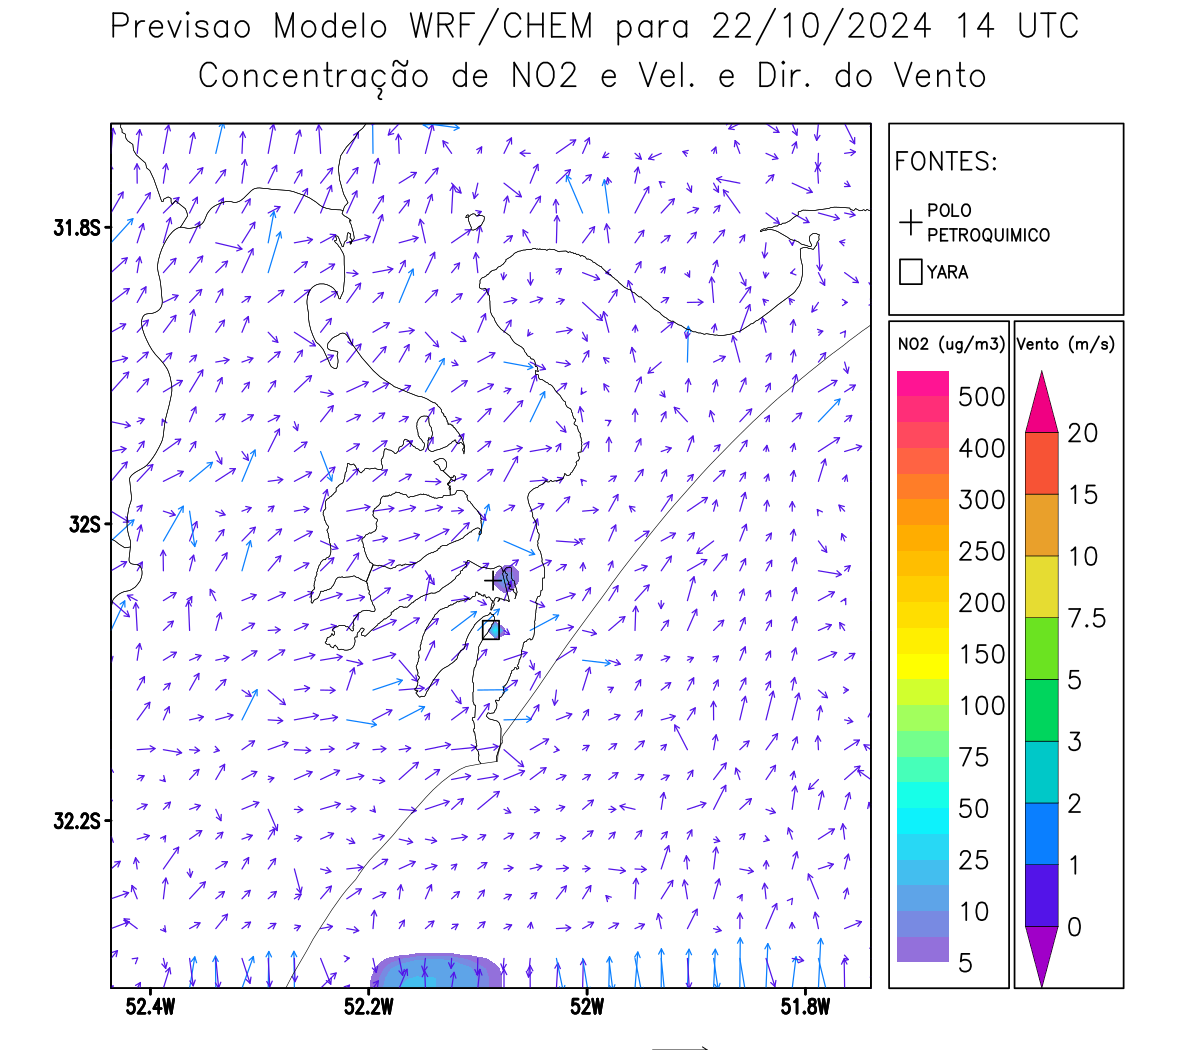 Previsao Modelo WRF/CHEM para 22/10/2024 14 UTC
Concentração de NO2 e Vel. e Dir. do Vento
FONTES:
POLO
PETROQUIMICO
YARA
NO2 (ug/m3)
500
400
300
250
200
150
100
75
50
25
10
5
Vento (m/s)
20
15
10
7.5
5
3
2
1
0
31.8S
32S
32.2S
52.4W
52.2W
52W
51.8W